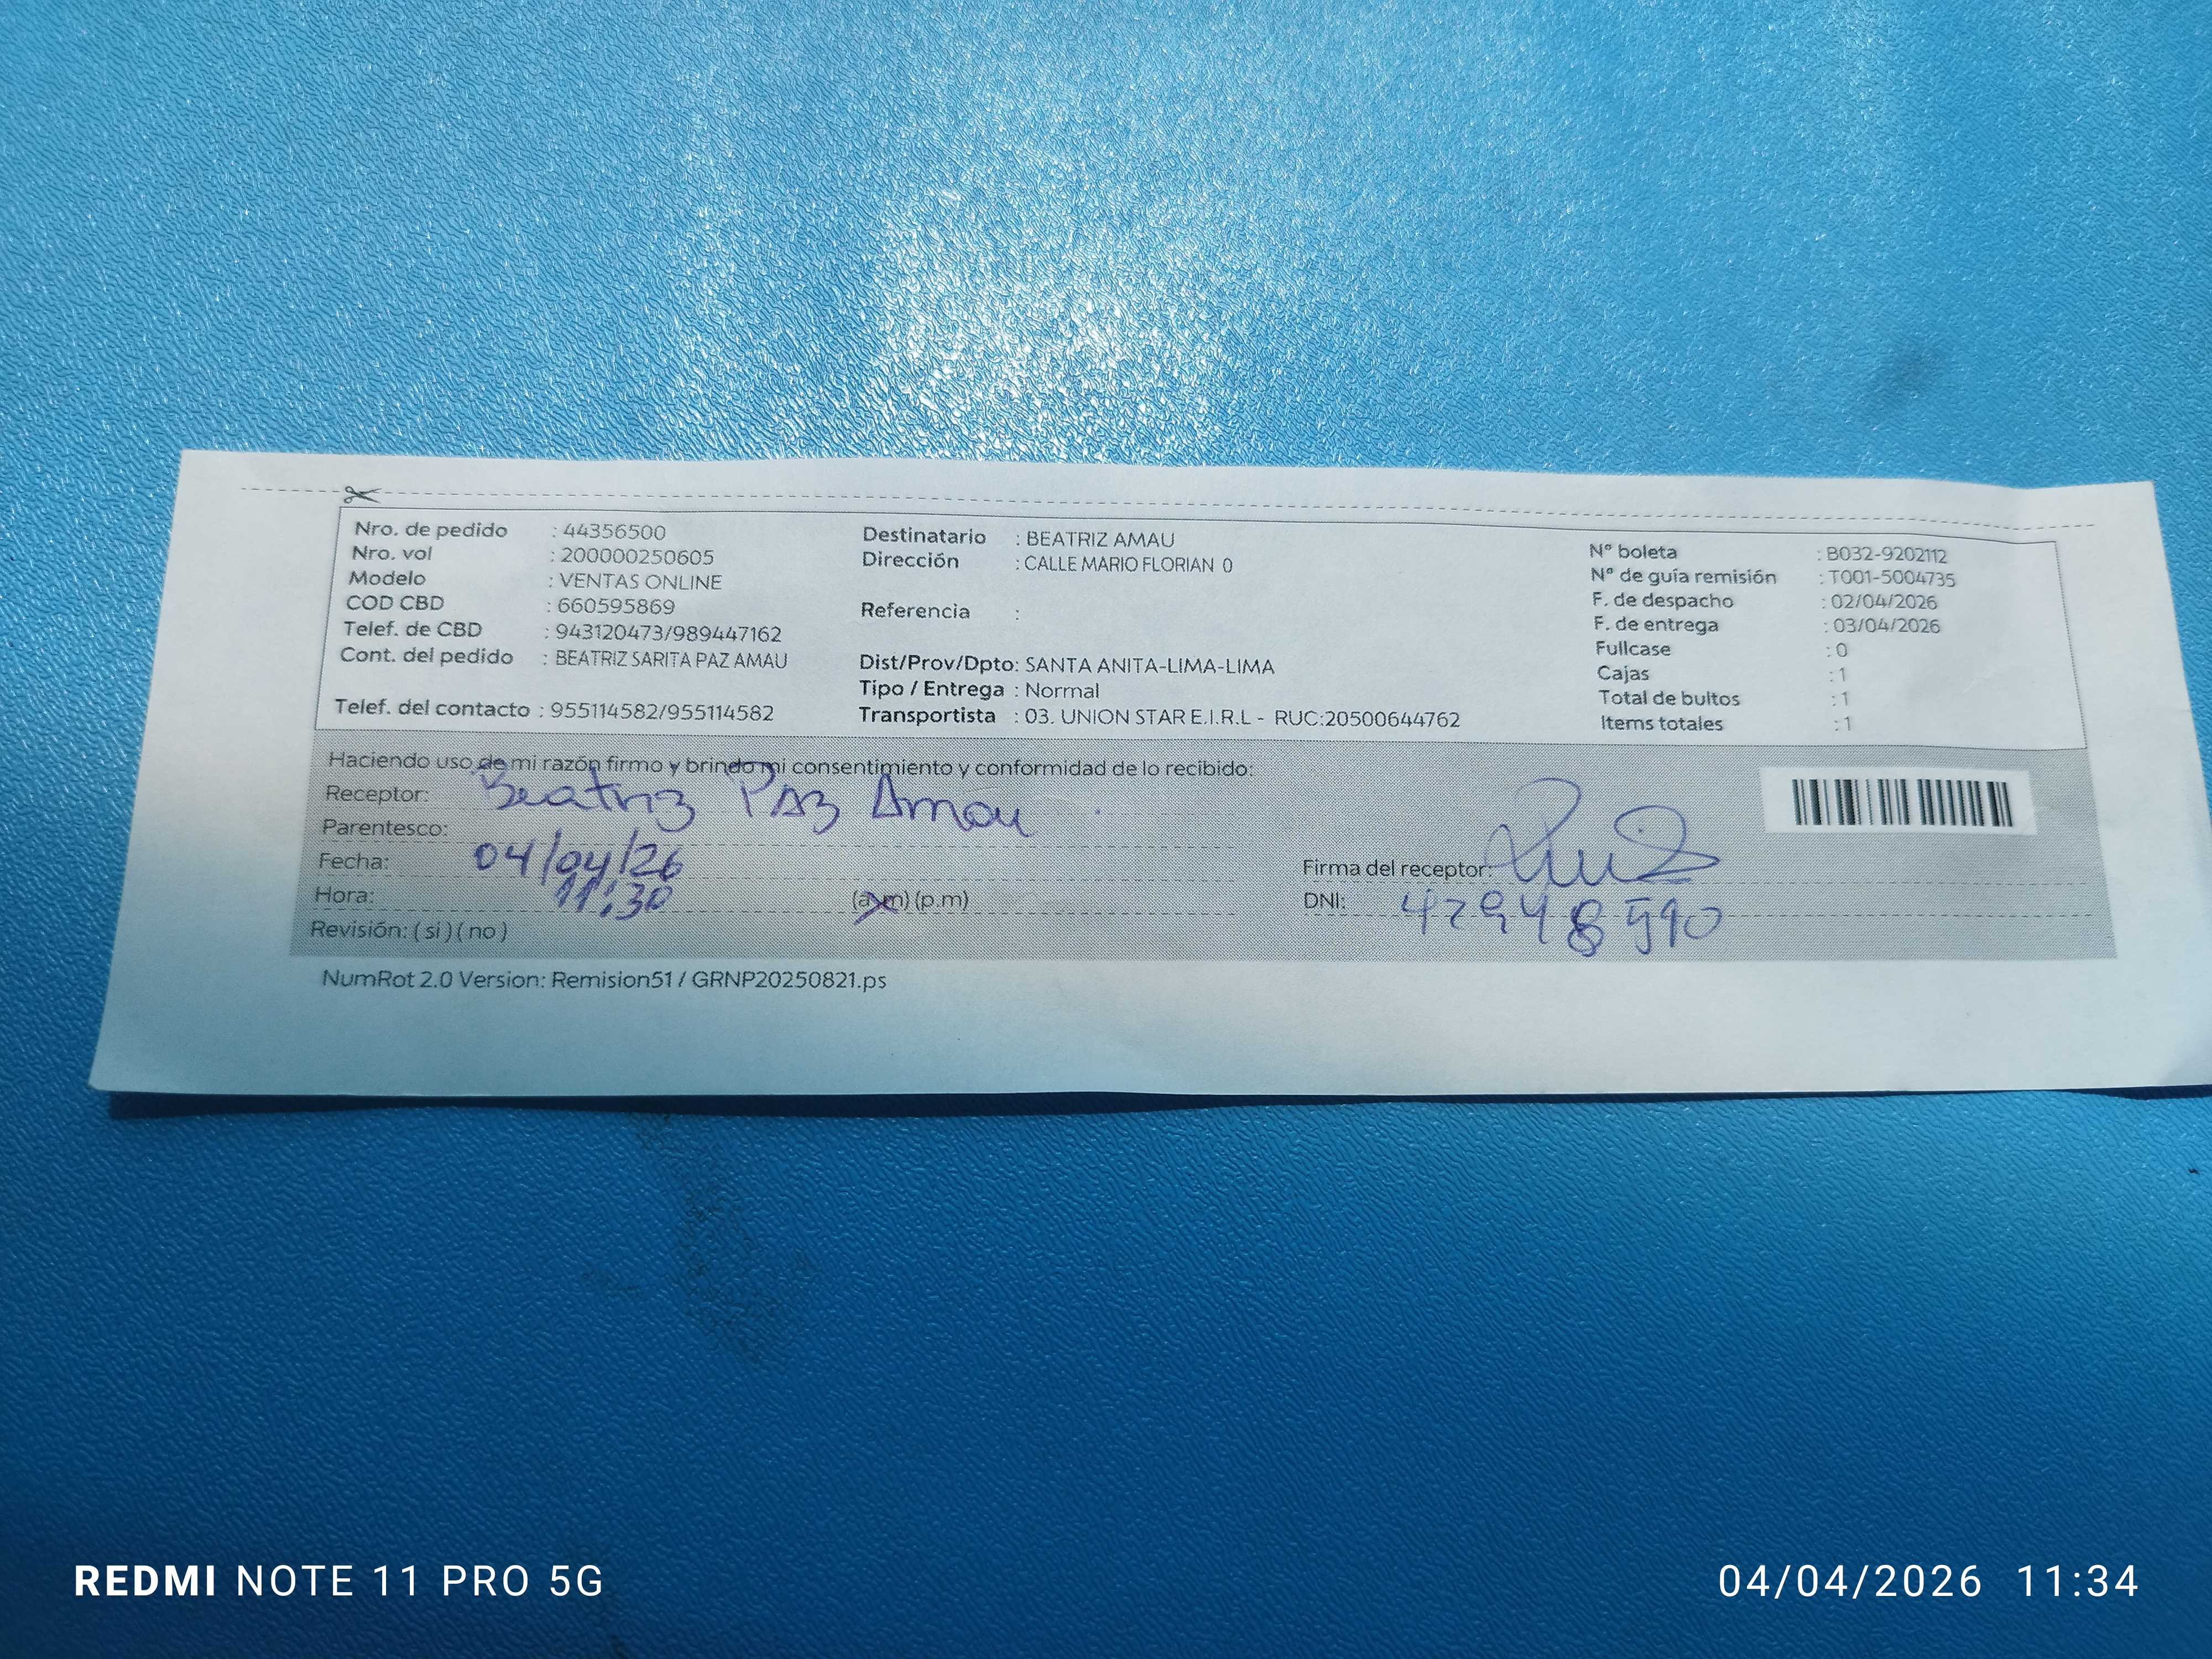 Nro. de pedido : 44356500
Nro. vol : 200000250605
Modelo : VENTAS ONLINE
COD CBD : 660595869
Telef. de CBD : 943120473/989447162
Cont. del pedido : BEATRIZ SARITA PAZ AMAU
Telef. del contacto : 955114582/955114582
Destinatario : BEATRIZ AMAU
Dirección : CALLE MARIO FLORIAN 0
Referencia :
Dist/Prov/Dpto: SANTA ANITA-LIMA-LIMA
Tipo / Entrega : Normal
Transportista : 03. UNION STAR E.I.R.L - RUC:20500644762
N° boleta : B032-9202112
N° de guía remisión : T001-5004735
F. de despacho : 02/04/2026
F. de entrega : 03/04/2026
Fullcase : 0
Cajas : 1
Total de bultos : 1
Items totales : 1
Haciendo uso de mi razón firmo y brindo mi consentimiento y conformidad de lo recibido:
Receptor: Beatriz PAZ Amau
Parentesco:
Fecha: 04/04/26
Hora: 11:30 (a.m) (p.m)
Revisión: (si) (no)
Firma del receptor:
DNI:
NumRot 2.0 Version: Remision51 / GRNP20250821.ps
REDMI NOTE 11 PRO 5G
04/04/2026 11:34